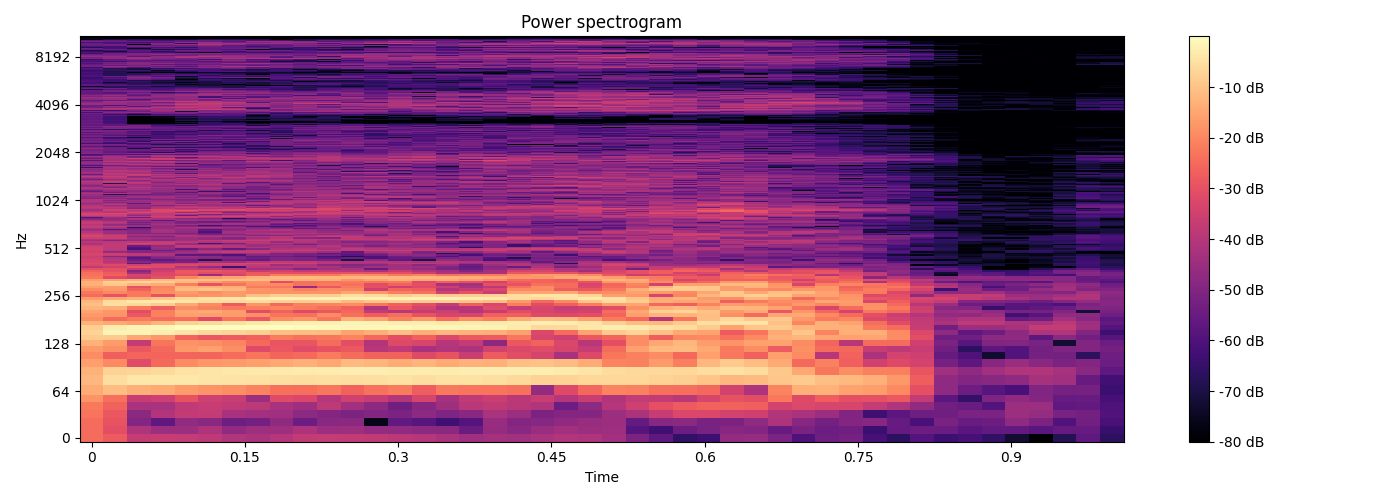 Power spectrogram
8192
4096
2048
1024
512
256
128
64
0
Hz
0 0.15 0.3 0.45 0.6 0.75 0.9
Time
-10 dB
-20 dB
-30 dB
-40 dB
-50 dB
-60 dB
-70 dB
-80 dB